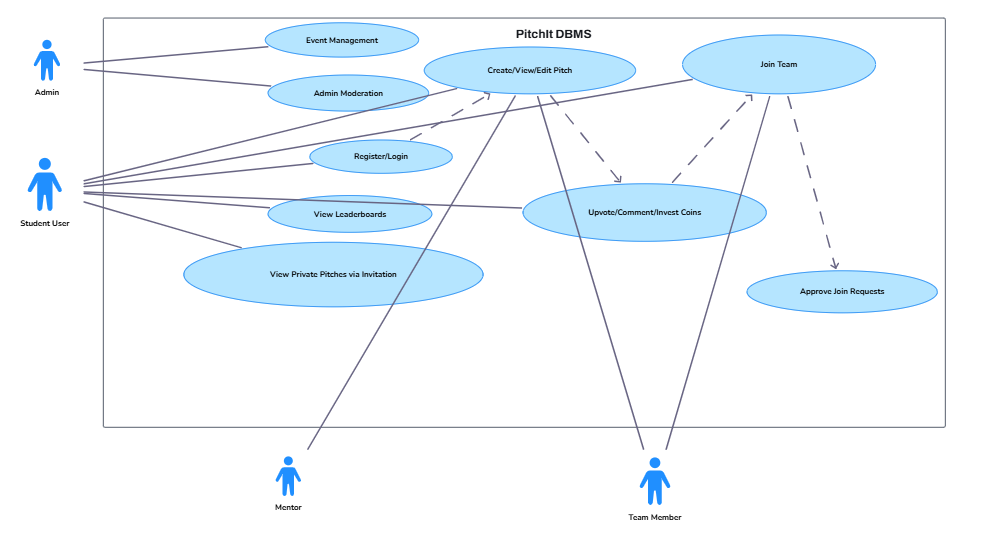 PitchIt DBMS
Event Management
Create/View/Edit Pitch
Join Team
Admin
Admin Moderation
Register/Login
Student User
View Leaderboards
Upvote/Comment/Invest Coins
View Private Pitches via Invitation
Approve Join Requests
Mentor
Team Member